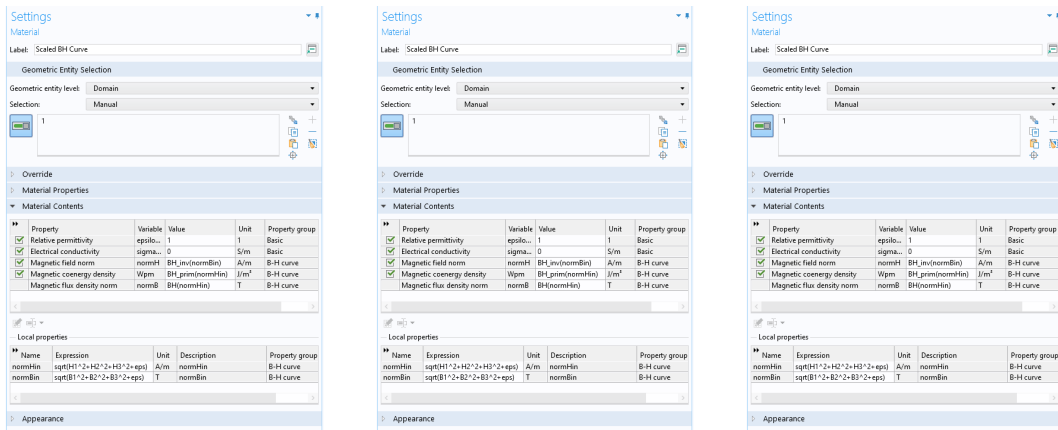 Settings
Material
Label: Scaled BH Curve
Geometric Entity Selection
Geometric entity level: Domain
Selection: Manual
1
Override
Material Properties
Material Contents
Property Variable Value Unit Property group
Relative permittivity epsilo... 1 1 Basic
Electrical conductivity sigma... 0 S/m Basic
Magnetic field norm normH BH_inv(normBin) A/m B-H curve
Magnetic coenergy density Wpm BH_prim(normHin) J/m³ B-H curve
Magnetic flux density norm normB BH(normHin) T B-H curve
Local properties
Name Expression Unit Description Property group
normHin sqrt(H1^2+H2^2+H3^2+eps) A/m normHin B-H curve
normBin sqrt(B1^2+B2^2+B3^2+eps) T normBin B-H curve
Appearance
Settings
Material
Label: Scaled BH Curve
Geometric Entity Selection
Geometric entity level: Domain
Selection: Manual
1
Override
Material Properties
Material Contents
Property Variable Value Unit Property group
Relative permittivity epsilo... 1 1 Basic
Electrical conductivity sigma... 0 S/m Basic
Magnetic field norm normH BH_inv(normBin) A/m B-H curve
Magnetic coenergy density Wpm BH_prim(normHin) J/m³ B-H curve
Magnetic flux density norm normB BH(normHin) T B-H curve
Local properties
Name Expression Unit Description Property group
normHin sqrt(H1^2+H2^2+H3^2+eps) A/m normHin B-H curve
normBin sqrt(B1^2+B2^2+B3^2+eps) T normBin B-H curve
Appearance
Settings
Material
Label: Scaled BH Curve
Geometric Entity Selection
Geometric entity level: Domain
Selection: Manual
1
Override
Material Properties
Material Contents
Property Variable Value Unit Property group
Relative permittivity epsilo... 1 1 Basic
Electrical conductivity sigma... 0 S/m Basic
Magnetic field norm normH BH_inv(normBin) A/m B-H curve
Magnetic coenergy density Wpm BH_prim(normHin) J/m³ B-H curve
Magnetic flux density norm normB BH(normHin) T B-H curve
Local properties
Name Expression Unit Description Property group
normHin sqrt(H1^2+H2^2+H3^2+eps) A/m normHin B-H curve
normBin sqrt(B1^2+B2^2+B3^2+eps) T normBin B-H curve
Appearance